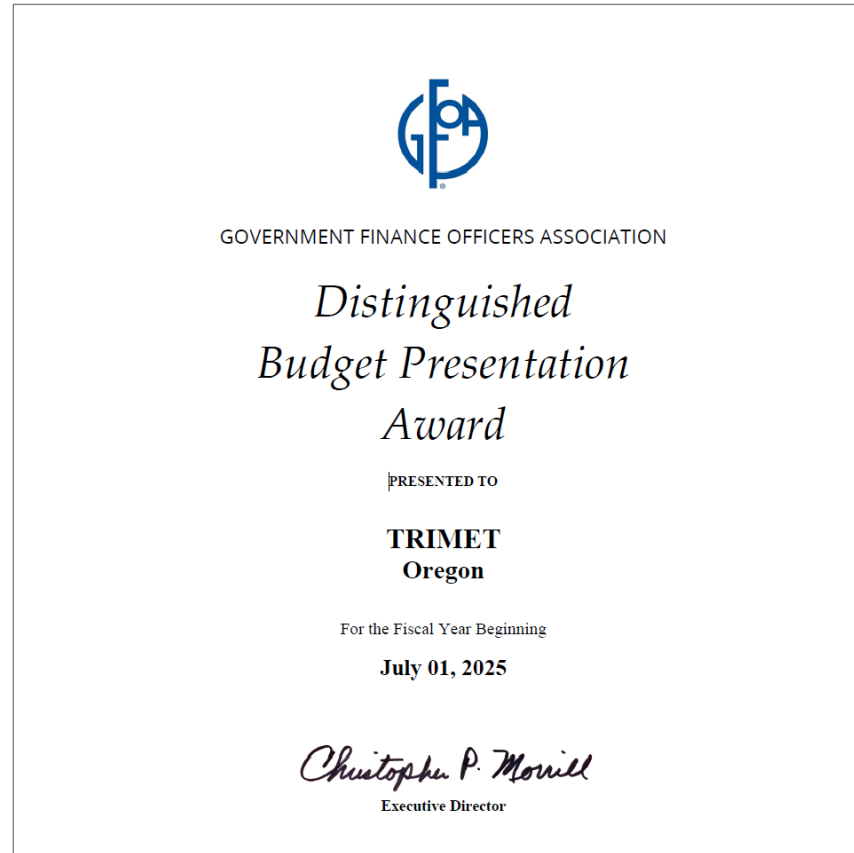 GFOA
®
GOVERNMENT FINANCE OFFICERS ASSOCIATION
Distinguished
Budget Presentation
Award
PRESENTED TO
TRIMET
Oregon
For the Fiscal Year Beginning
July 01, 2025
Christopher P. Morrill
Executive Director